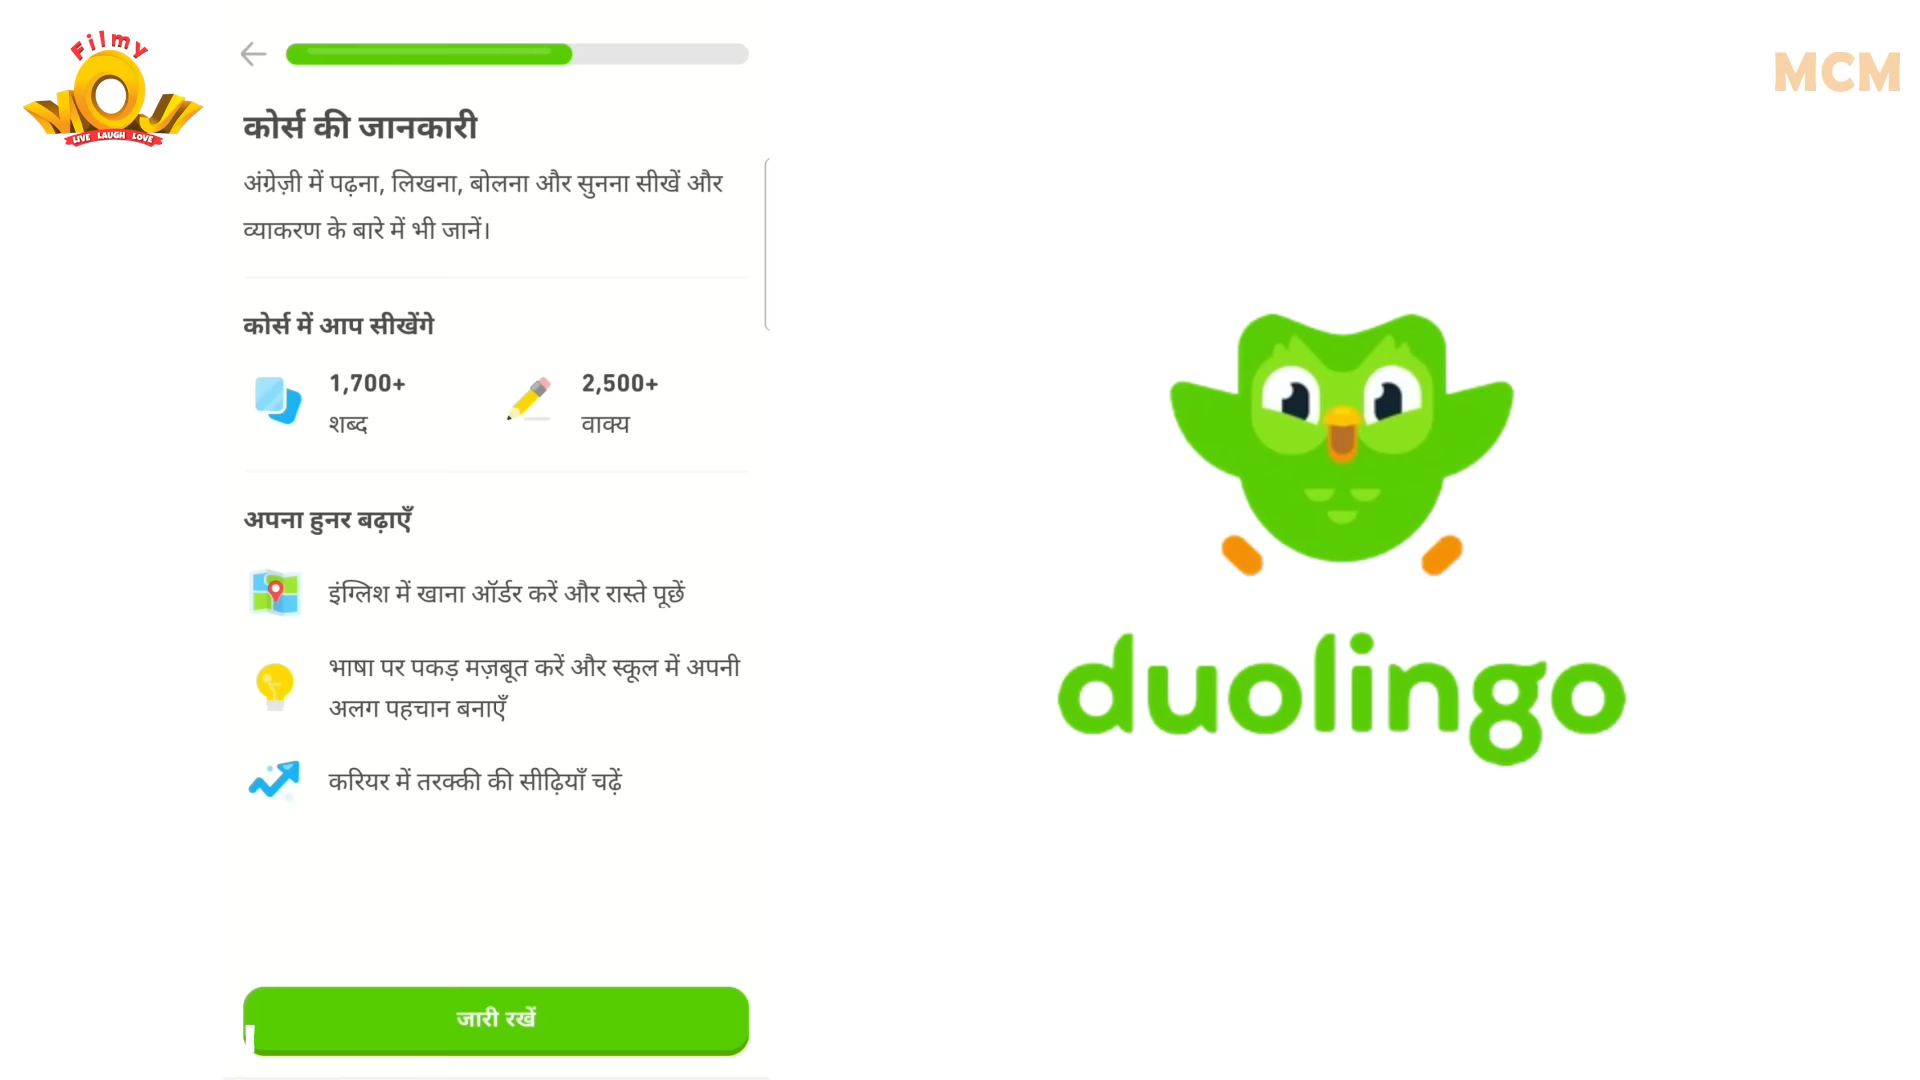 Filmy
MOJI
LIVE LAUGH LOVE
MCM
कोर्स की जानकारी
अंग्रेज़ी में पढ़ना, लिखना, बोलना और सुनना सीखें और
व्याकरण के बारे में भी जानें।
कोर्स में आप सीखेंगे
1,700+
शब्द
2,500+
वाक्य
अपना हुनर बढ़ाएँ
इंग्लिश में खाना ऑर्डर करें और रास्ते पूछें
भाषा पर पकड़ मज़बूत करें और स्कूल में अपनी
अलग पहचान बनाएँ
करियर में तरक्की की सीढ़ियाँ चढ़ें
जारी रखें
duolingo